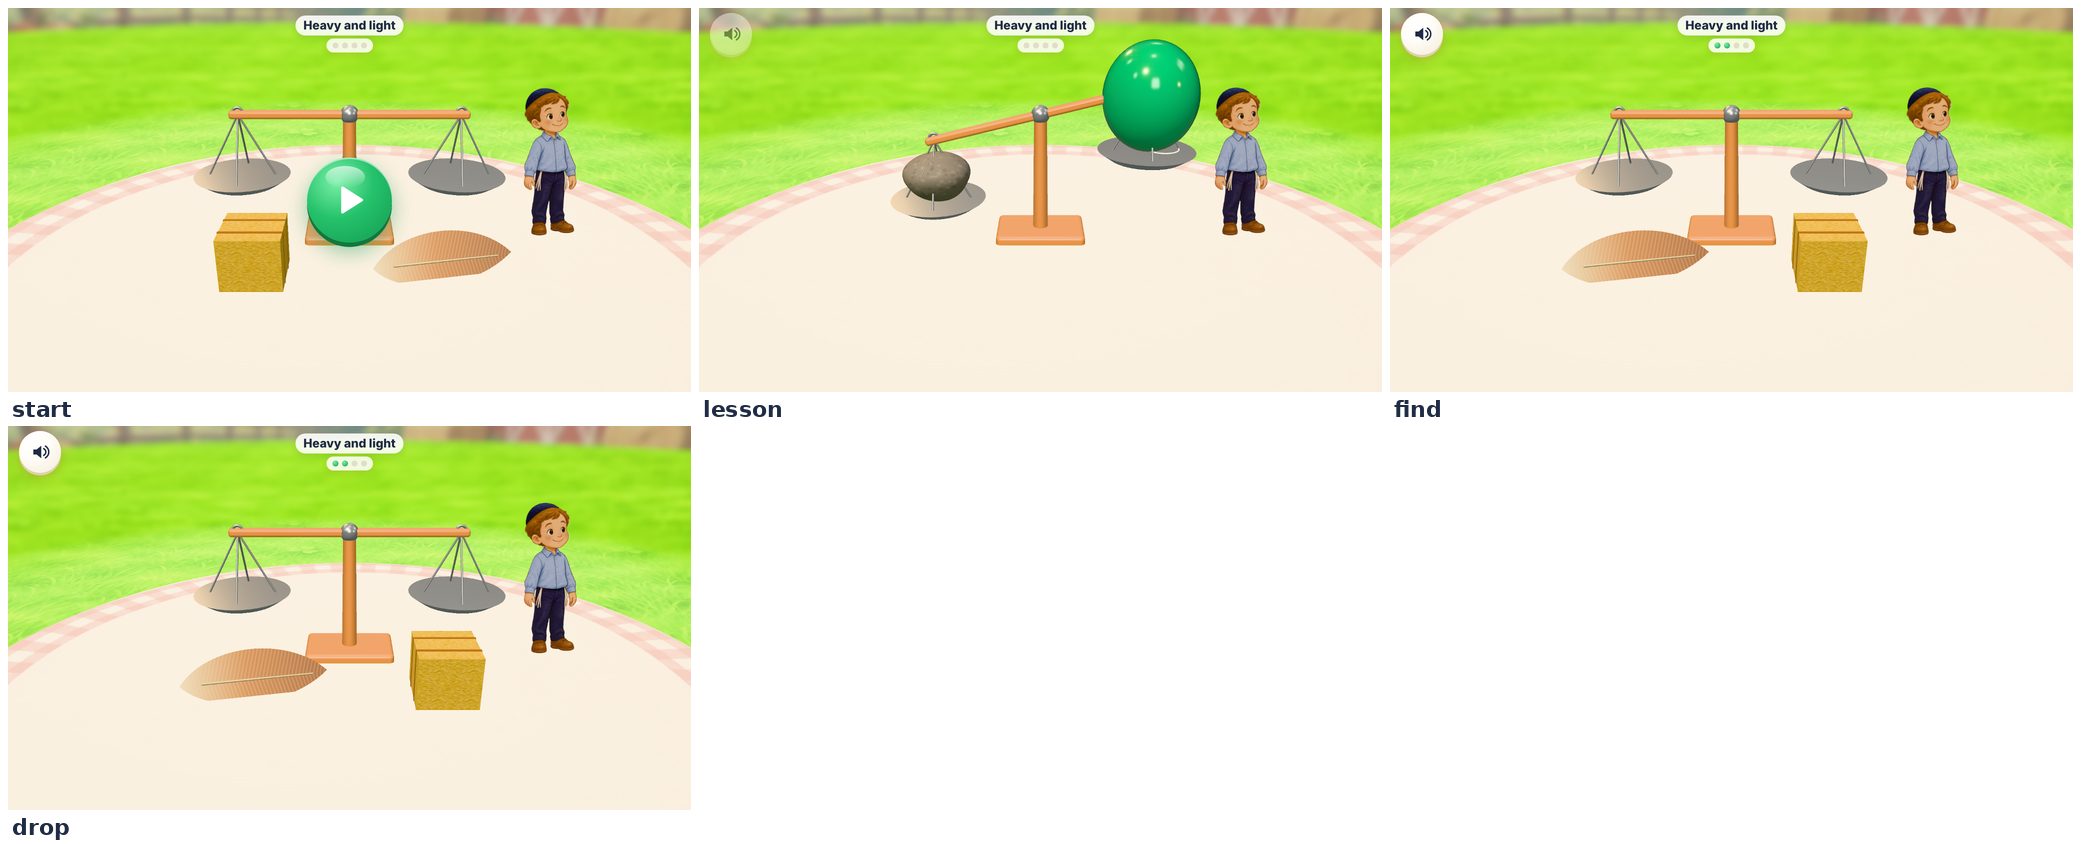 Heavy and light
Heavy and light
Heavy and light
start
lesson
find
Heavy and light
drop